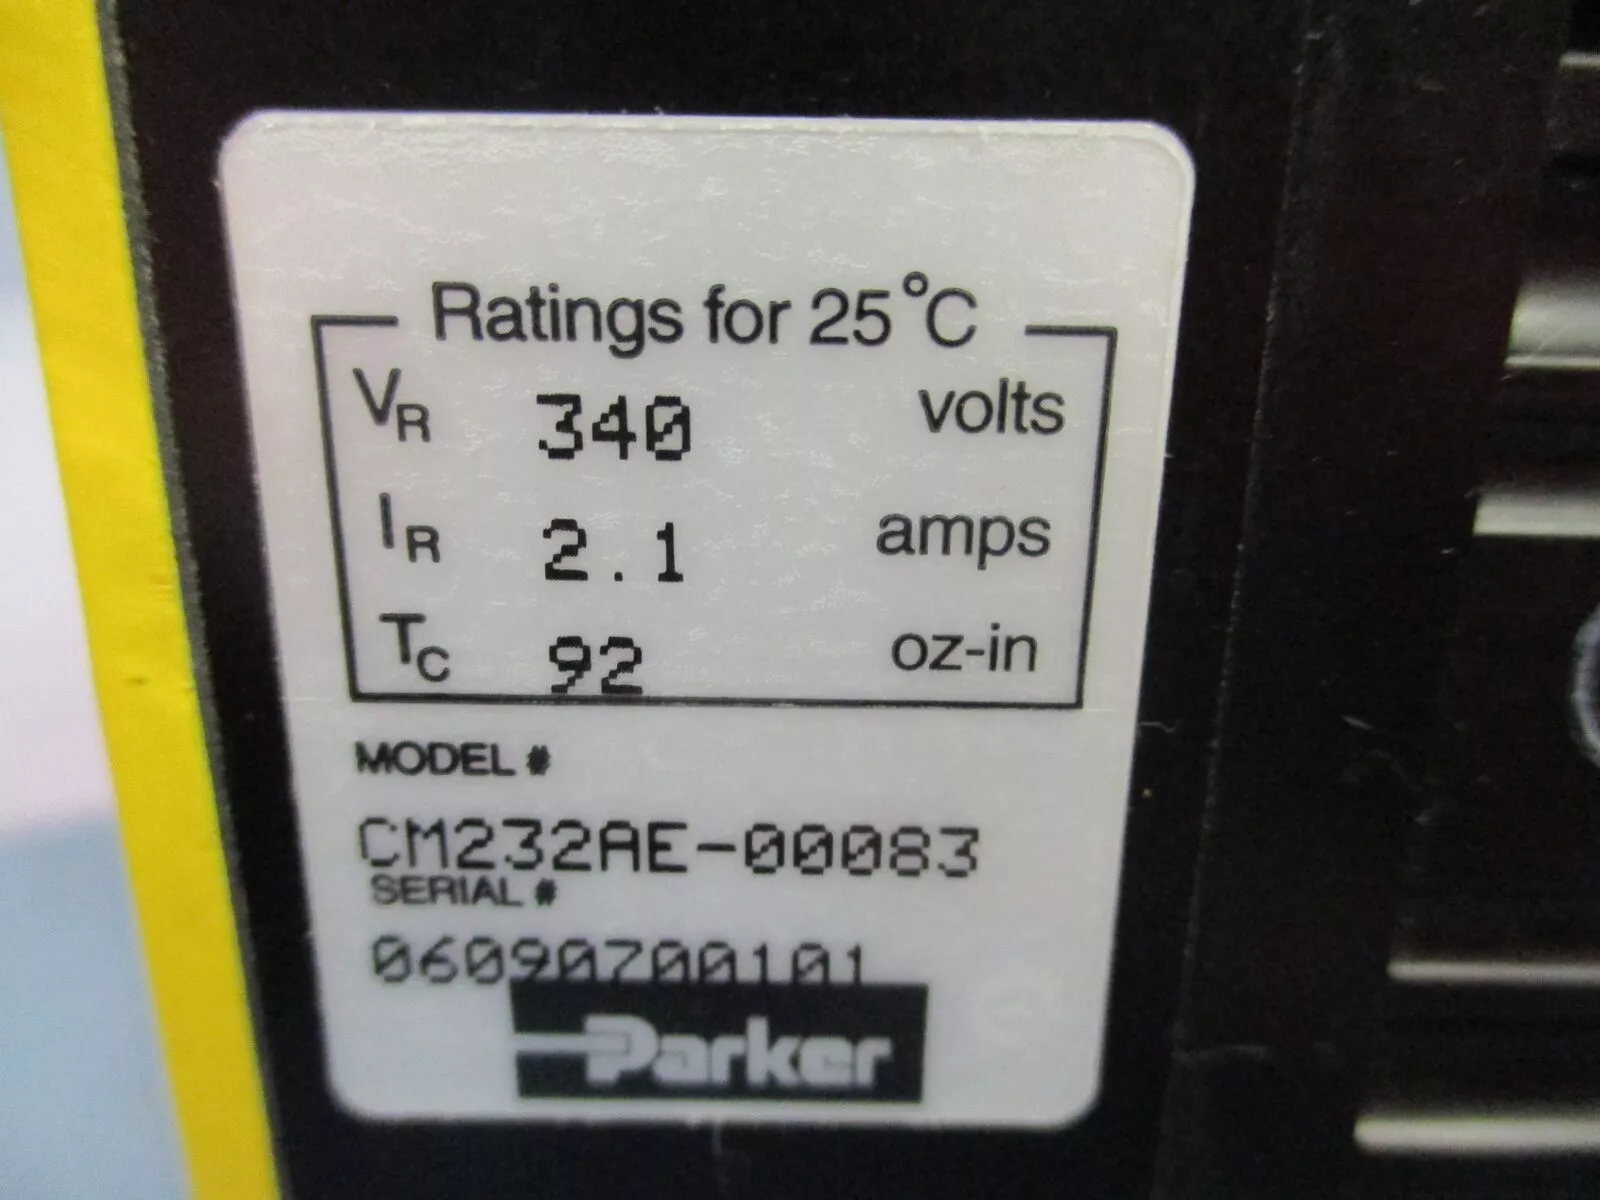 Ratings for 25°C
VR 340 volts
IR 2.1 amps
TC 92 oz-in
MODEL #
CM232AE-00083
SERIAL #
06090700101
Parker